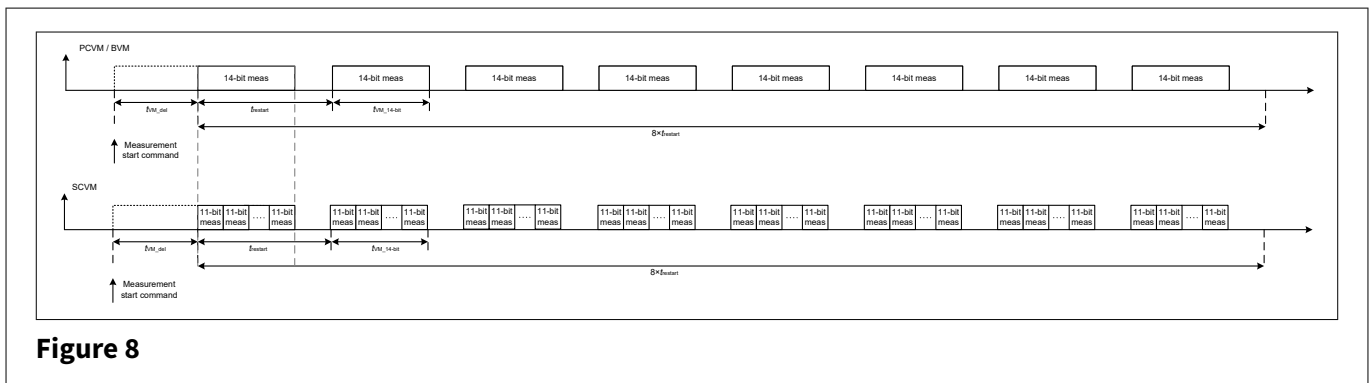 PCVM / BVM
14-bit meas 14-bit meas 14-bit meas 14-bit meas 14-bit meas 14-bit meas 14-bit meas 14-bit meas
tVM_del trestart tVM_14-bit
8×trestart
Measurement
start command
SCVM
11-bit 11-bit .... 11-bit 11-bit 11-bit .... 11-bit 11-bit 11-bit .... 11-bit 11-bit 11-bit .... 11-bit 11-bit 11-bit .... 11-bit 11-bit 11-bit .... 11-bit 11-bit 11-bit .... 11-bit 11-bit 11-bit .... 11-bit
meas meas meas meas meas meas meas meas meas meas meas meas meas meas meas meas meas meas meas meas meas meas meas meas
tVM_del trestart tVM_14-bit
8×trestart
Measurement
start command
Figure 8